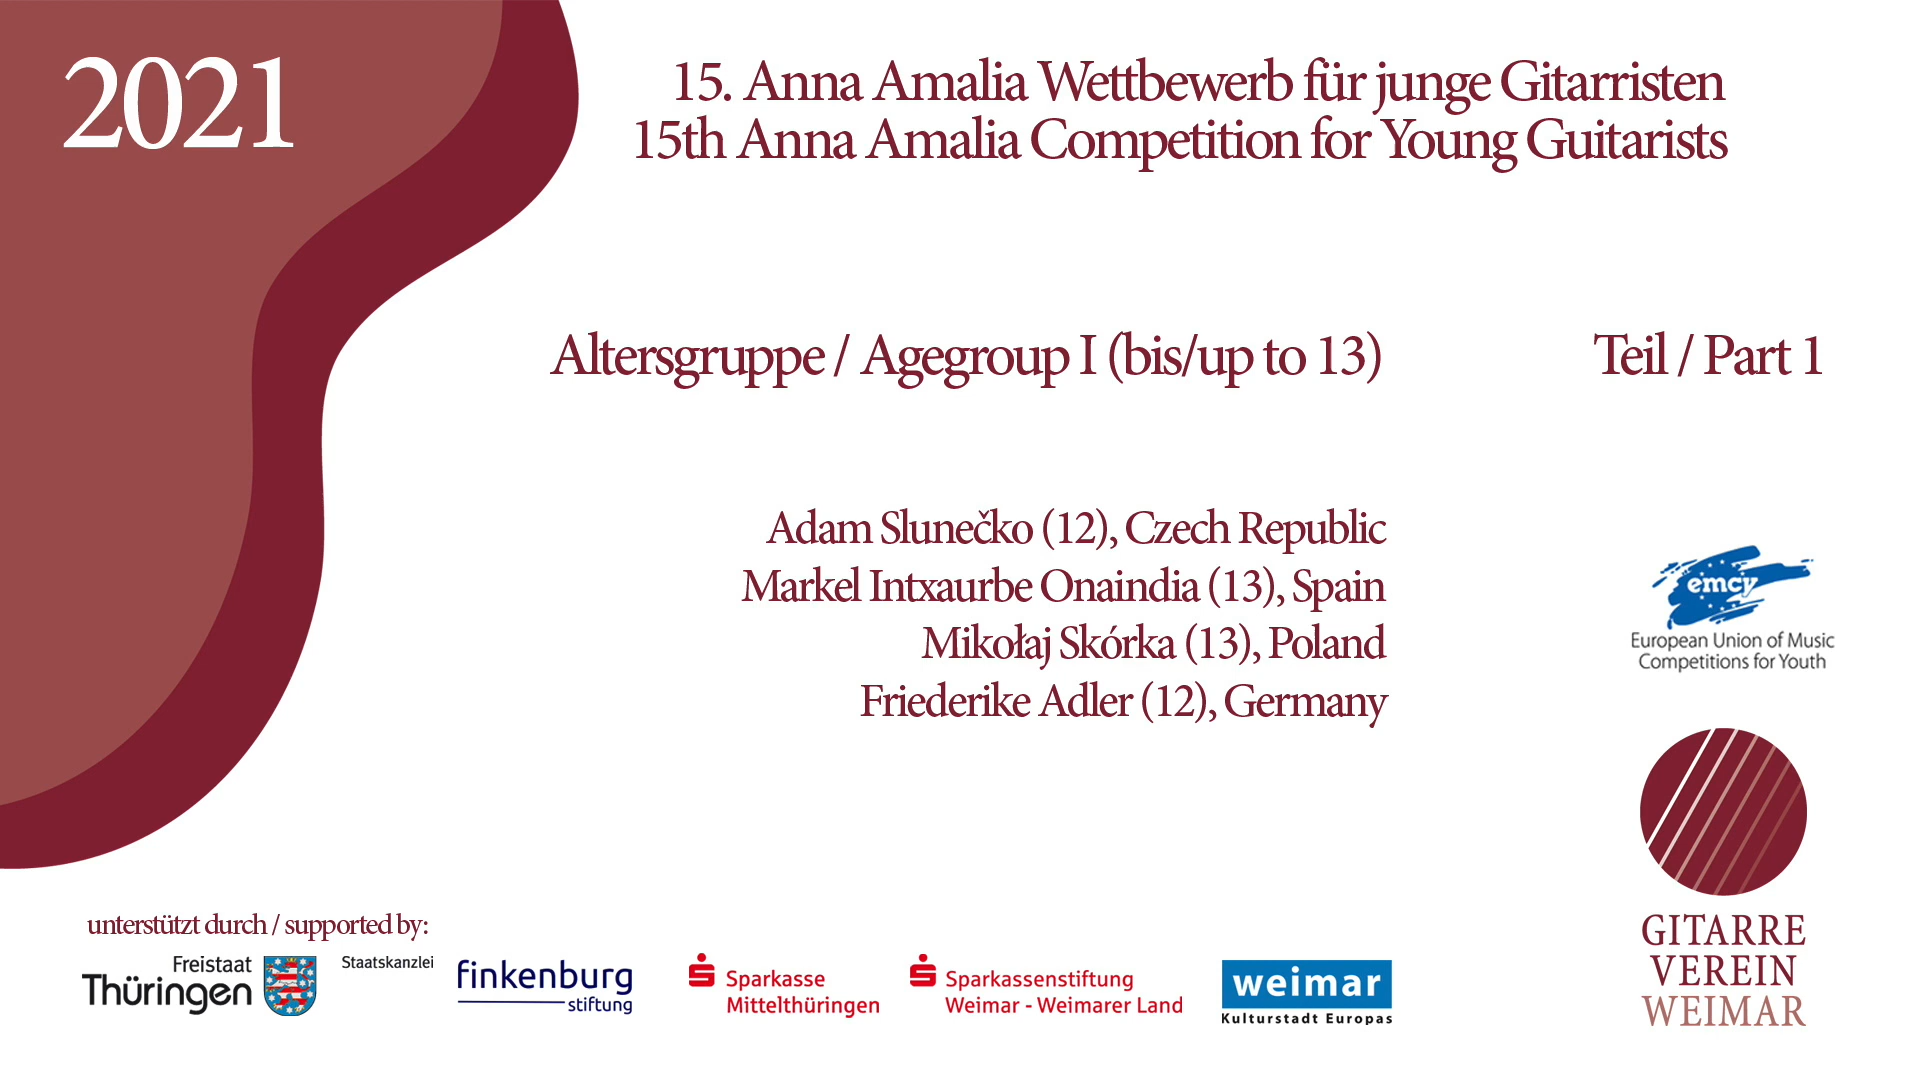 2021
15. Anna Amalia Wettbewerb für junge Gitarristen
15th Anna Amalia Competition for Young Guitarists
Altersgruppe / Agegroup I (bis/up to 13)
Teil / Part 1
Adam Slunečko (12), Czech Republic
Markel Intxaurbe Onaindia (13), Spain
Mikołaj Skórka (13), Poland
Friederike Adler (12), Germany
emcy
European Union of Music
Competitions for Youth
GITARRE
VEREIN
WEIMAR
unterstützt durch / supported by:
Freistaat
Thüringen
Staatskanzlei
finkenburg
stiftung
Sparkasse
Mittelthüringen
Sparkassenstiftung
Weimar - Weimarer Land
weimar
Kulturstadt Europas